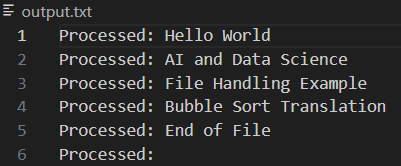 output.txt
1 Processed: Hello World
2 Processed: AI and Data Science
3 Processed: File Handling Example
4 Processed: Bubble Sort Translation
5 Processed: End of File
6 Processed: